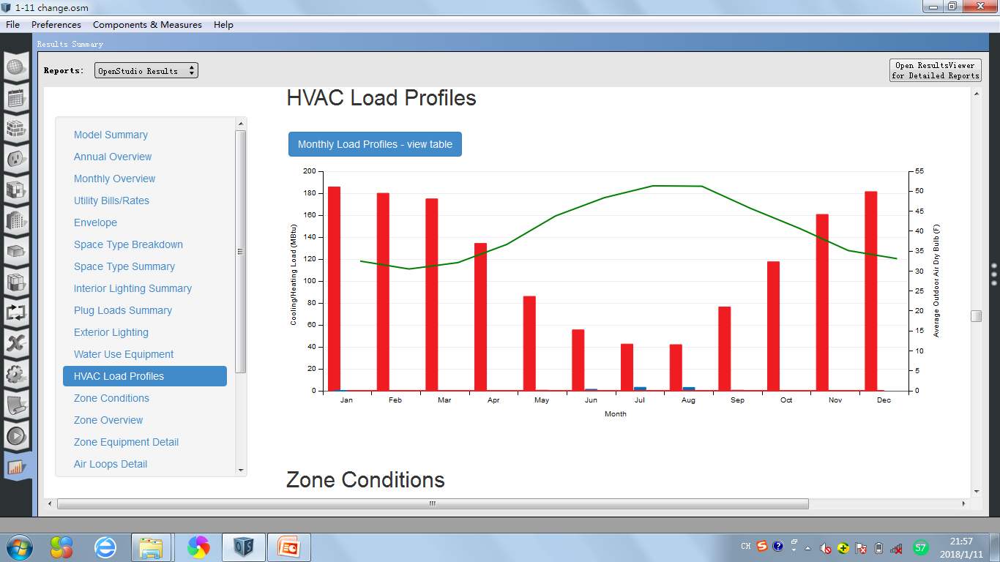 1-11 change.osm
File Preferences Components & Measures Help
Results Summary
Reports: OpenStudio Results
Open ResultsViewer
for Detailed Reports
Model Summary
Annual Overview
Monthly Overview
Utility Bills/Rates
Envelope
Space Type Breakdown
Space Type Summary
Interior Lighting Summary
Plug Loads Summary
Exterior Lighting
Water Use Equipment
HVAC Load Profiles
Zone Conditions
Zone Overview
Zone Equipment Detail
Air Loops Detail
HVAC Load Profiles
Monthly Load Profiles - view table
Cooling/Heating Load (MBtu)
200
180
160
140
120
100
80
60
40
20
0
55
50
45
40
35
30
25
20
15
10
5
0
Average Outdoor Air Dry Bulb (F)
Jan Feb Mar Apr May Jun Jul Aug Sep Oct Nov Dec
Month
Zone Conditions
OS
CH
57
21:57
2018/1/11